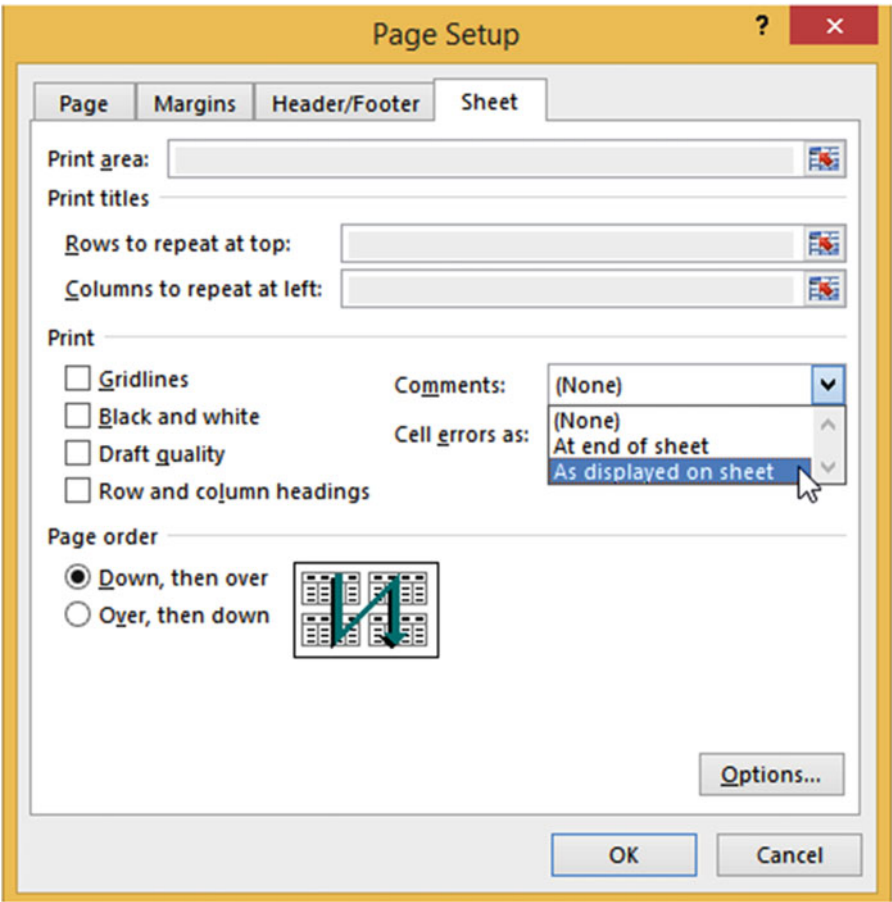 Page Setup ?
Page Margins Header/Footer Sheet
Print area:
Print titles
Rows to repeat at top:
Columns to repeat at left:
Print
Gridlines
Black and white
Draft quality
Row and column headings
Comments: (None)
Cell errors as:
(None)
At end of sheet
As displayed on sheet
Page order
Down, then over
Over, then down
Options...
OK Cancel